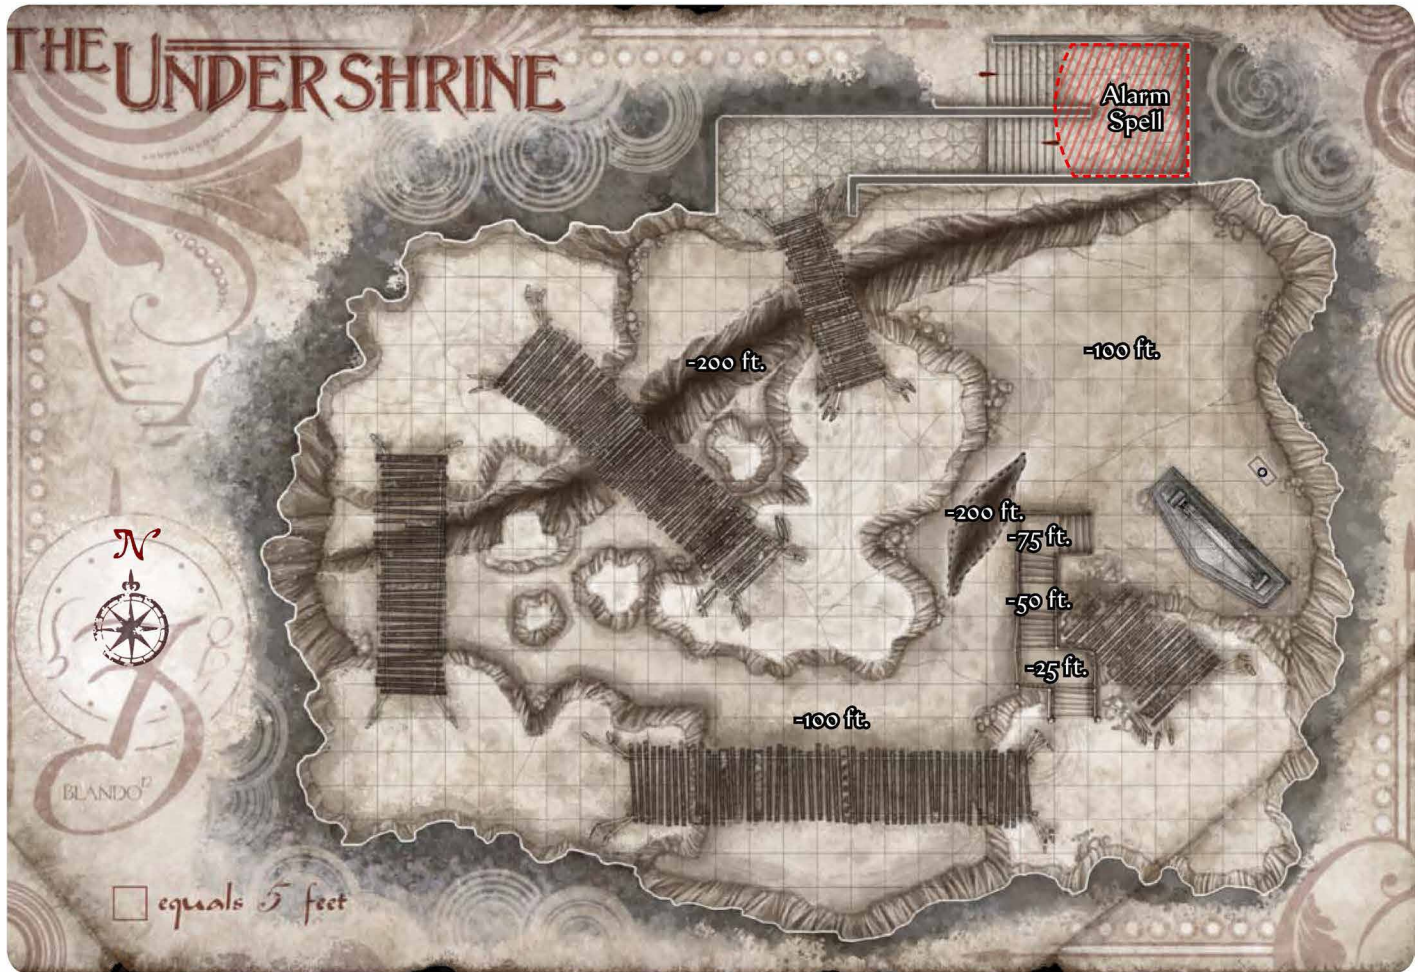 THE UNDERSHRINE
Alarm
Spell
-200 ft.
-100 ft.
-200 ft.
-75 ft.
-50 ft.
-25 ft.
-100 ft.
N
BLANDO 12
equals 5 feet